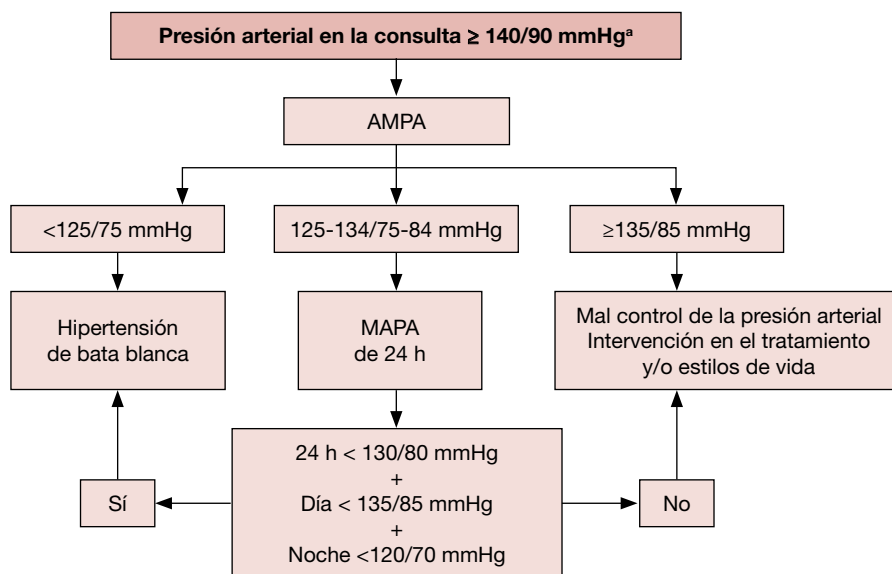 Presión arterial en la consulta ≥ 140/90 mmHgª
AMPA
<125/75 mmHg
125-134/75-84 mmHg
≥135/85 mmHg
Hipertensión
de bata blanca
MAPA
de 24 h
Mal control de la presión arterial
Intervención en el tratamiento
y/o estilos de vida
24 h < 130/80 mmHg
+
Día < 135/85 mmHg
+
Noche <120/70 mmHg
Sí
No